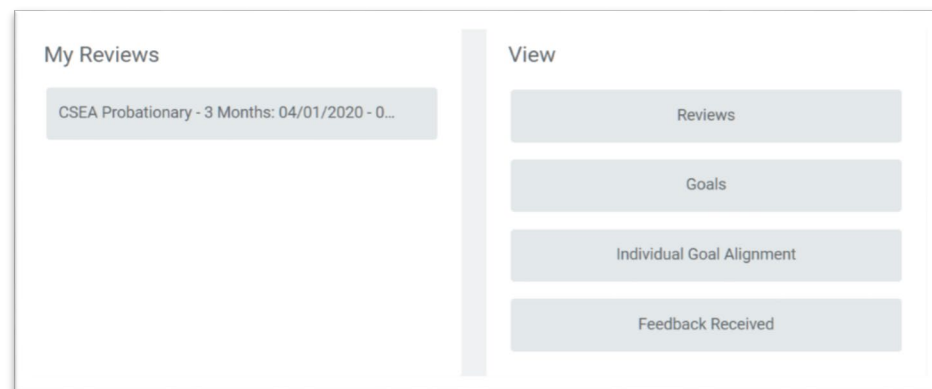 My Reviews
CSEA Probationary - 3 Months: 04/01/2020 - 0...
View
Reviews
Goals
Individual Goal Alignment
Feedback Received